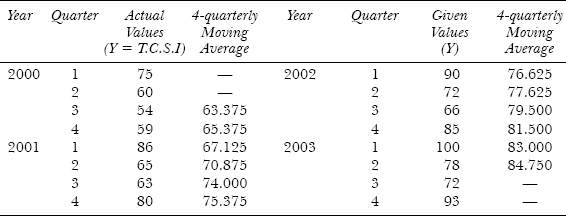 Year Quarter Actual 4-quarterly Year Quarter Given 4-quarterly
Values Moving Values Moving
(Y = T.C.S.I) Average (Y) Average
2000 1 75 — 2002 1 90 76.625
2 60 — 2 72 77.625
3 54 63.375 3 66 79.500
4 59 65.375 4 85 81.500
2001 1 86 67.125 2003 1 100 83.000
2 65 70.875 2 78 84.750
3 63 74.000 3 72 —
4 80 75.375 4 93 —